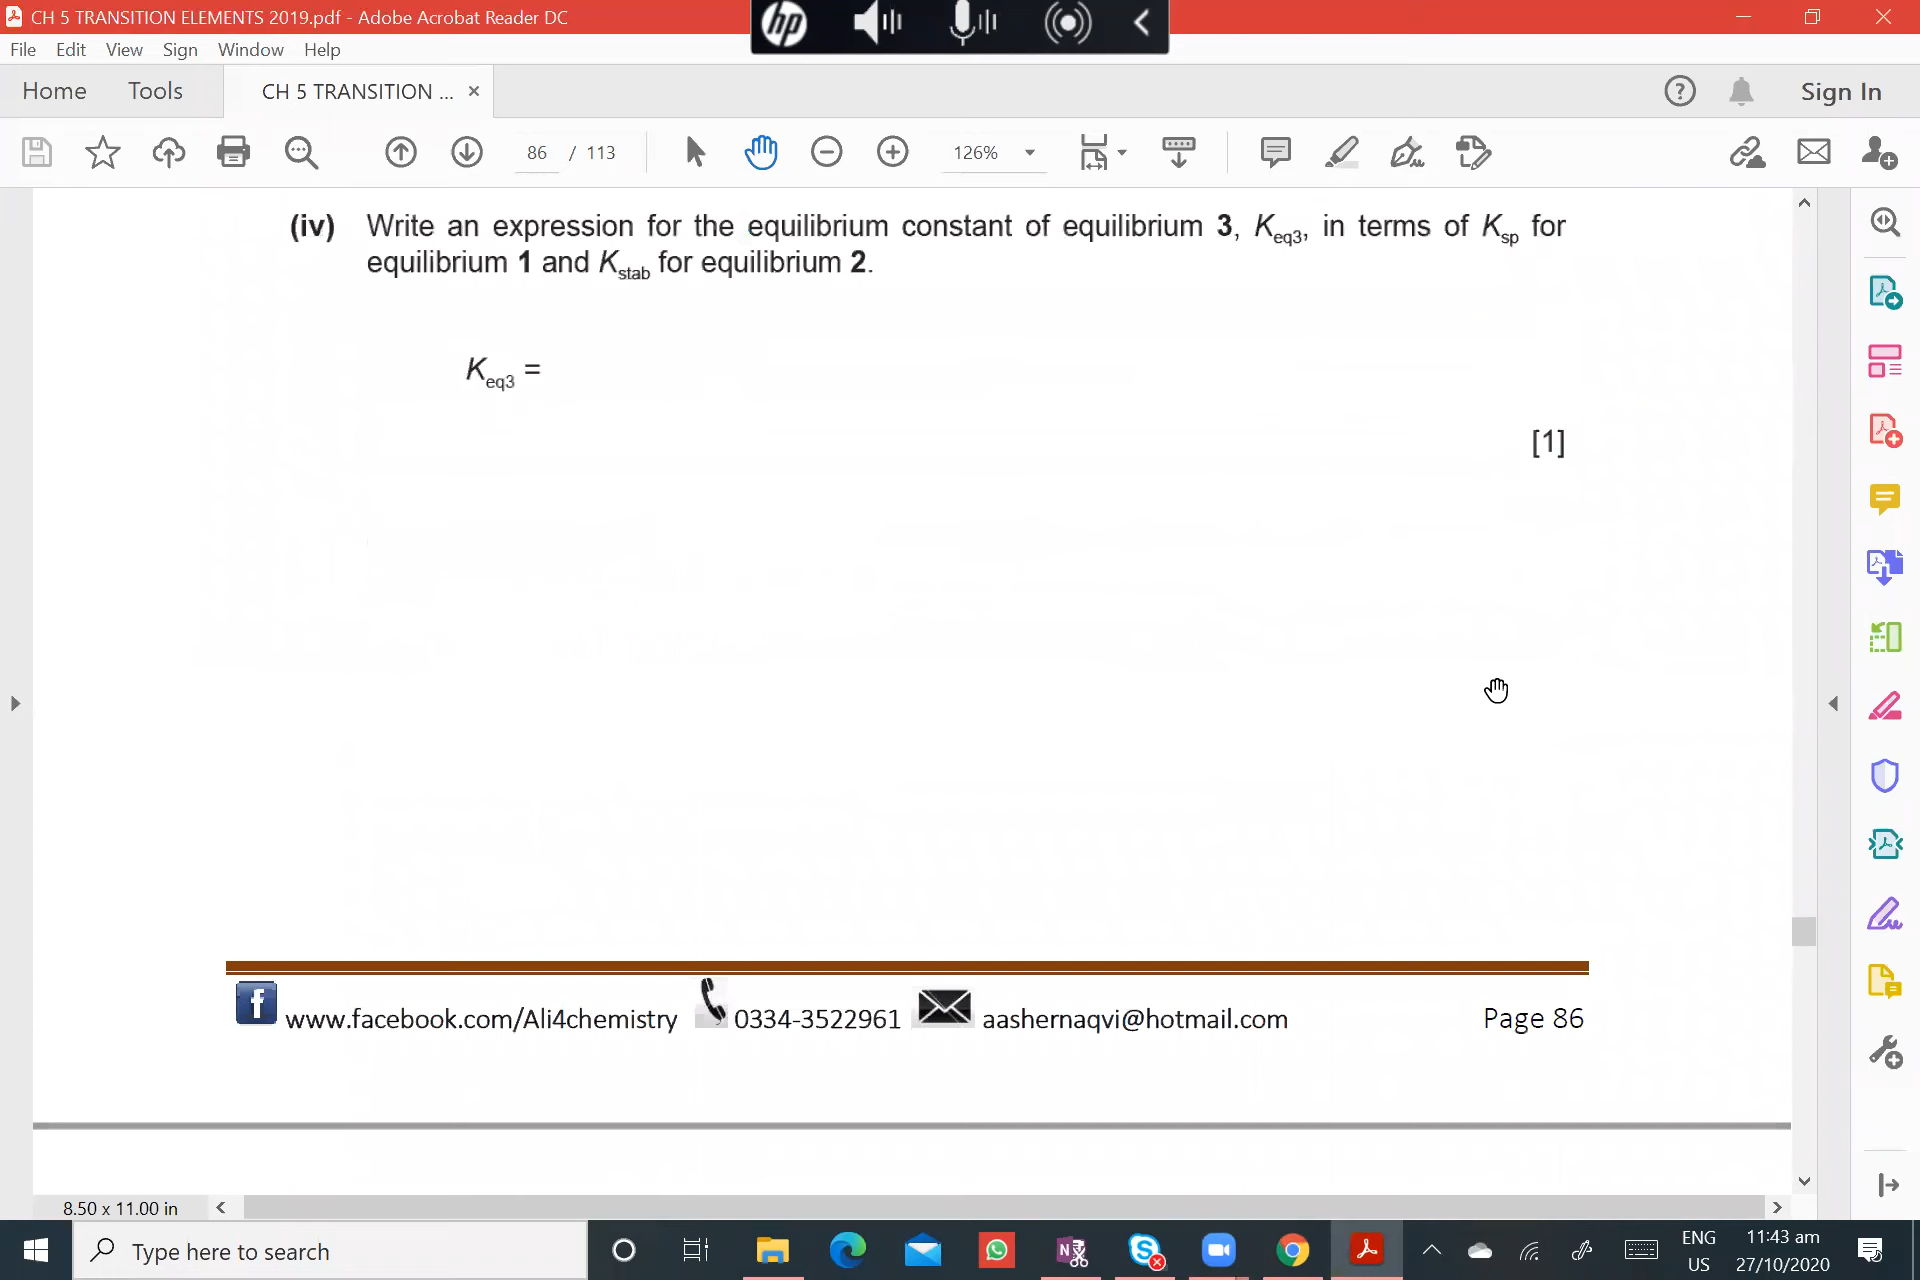 CH 5 TRANSITION ELEMENTS 2019.pdf - Adobe Acrobat Reader DC
hp
File Edit View Sign Window Help
Home Tools CH 5 TRANSITION ... × Sign In
86 / 113 126%
(iv) Write an expression for the equilibrium constant of equilibrium 3, Keq3, in terms of Ksp for
equilibrium 1 and Kstab for equilibrium 2.
Keq3 =
[1]
www.facebook.com/Ali4chemistry 0334-3522961 aashernaqvi@hotmail.com Page 86
8.50 x 11.00 in
Type here to search
ENG
US
11:43 am
27/10/2020